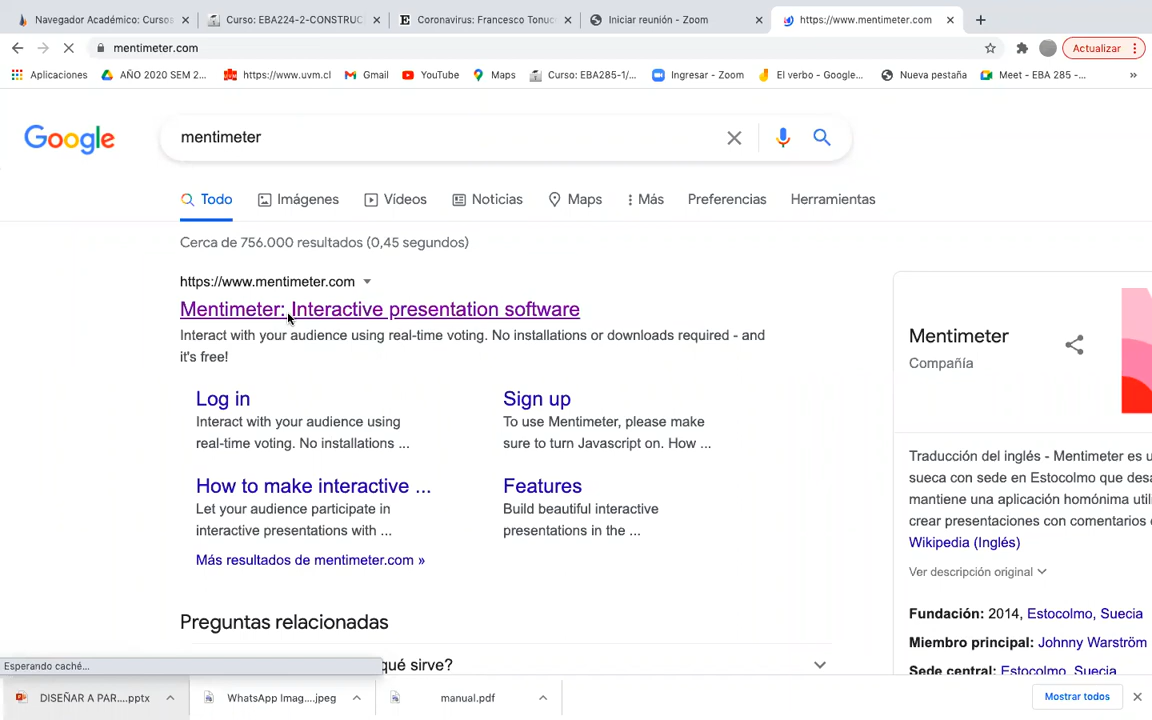 Navegador Académico: Cursos
Curso: EBA224-2-CONSTRUC
Coronavirus: Francesco Tonuc
Iniciar reunión - Zoom
https://www.mentimeter.com
mentimeter.com
Actualizar
Aplicaciones
AÑO 2020 SEM 2...
https://www.uvm.cl
Gmail
YouTube
Maps
Curso: EBA285-1/...
Ingresar - Zoom
El verbo - Google...
Nueva pestaña
Meet - EBA 285 -...
»
Google
mentimeter
Todo
Imágenes
Videos
Noticias
Maps
Más
Preferencias
Herramientas
Cerca de 756.000 resultados (0,45 segundos)
https://www.mentimeter.com
Mentimeter: Interactive presentation software
Interact with your audience using real-time voting. No installations or downloads required - and
it's free!
Log in
Interact with your audience using
real-time voting. No installations ...
Sign up
To use Mentimeter, please make
sure to turn Javascript on. How ...
How to make interactive ...
Let your audience participate in
interactive presentations with ...
Features
Build beautiful interactive
presentations in the ...
Más resultados de mentimeter.com »
Preguntas relacionadas
qué sirve?
Mentimeter
Compañía
Traducción del inglés - Mentimeter es u
sueca con sede en Estocolmo que desa
mantiene una aplicación homónima util
crear presentaciones con comentarios
Wikipedia (Inglés)
Ver descripción original
Fundación: 2014, Estocolmo, Suecia
Miembro principal: Johnny Warström
Sede central: Estocolmo, Suecia
Esperando caché...
DISEÑAR A PAR....pptx
WhatsApp Imag....jpeg
manual.pdf
Mostrar todos